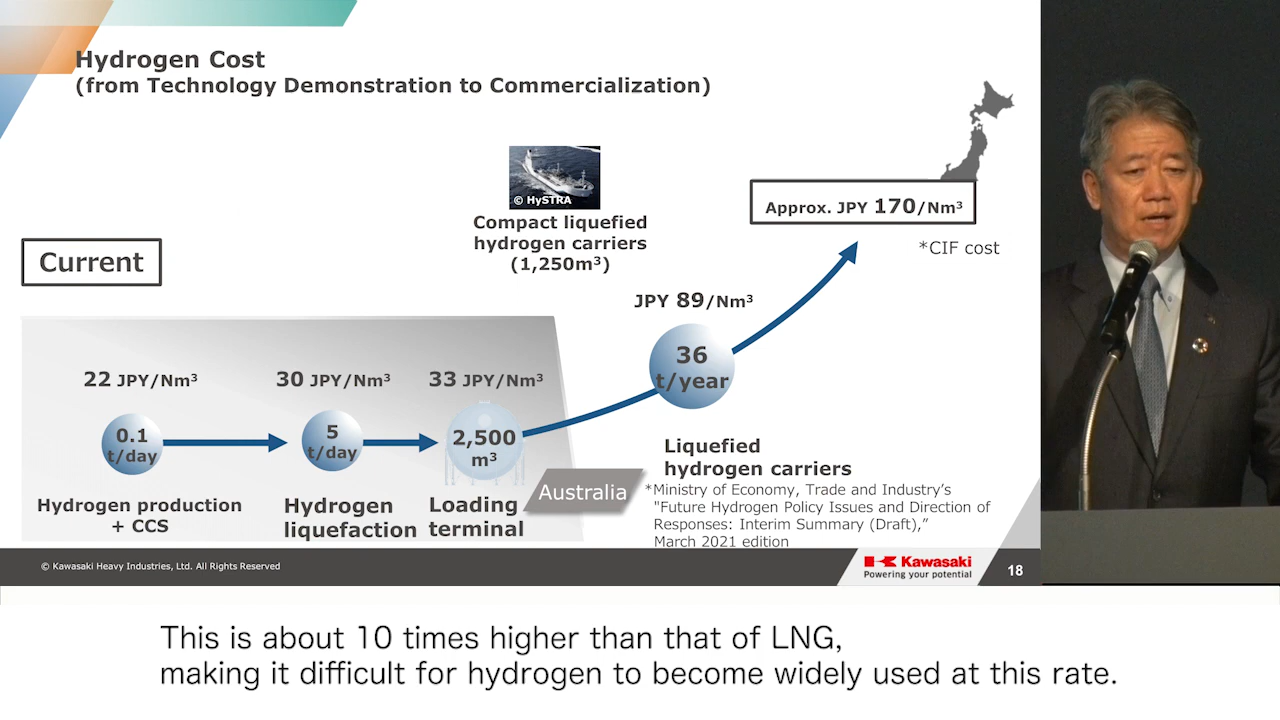 Hydrogen Cost
(from Technology Demonstration to Commercialization)
© HySTRA
Compact liquefied
hydrogen carriers
(1,250m³)
Approx. JPY 170/Nm³
*CIF cost
Current
JPY 89/Nm³
36
t/year
22 JPY/Nm³
30 JPY/Nm³
33 JPY/Nm³
0.1
t/day
5
t/day
2,500
m³
Hydrogen production
+ CCS
Hydrogen
liquefaction
Loading
terminal
Australia
Liquefied
hydrogen carriers
*Ministry of Economy, Trade and Industry’s
"Future Hydrogen Policy Issues and Direction of
Responses: Interim Summary (Draft),”
March 2021 edition
© Kawasaki Heavy Industries, Ltd. All Rights Reserved
Kawasaki
Powering your potential
18
This is about 10 times higher than that of LNG,
making it difficult for hydrogen to become widely used at this rate.